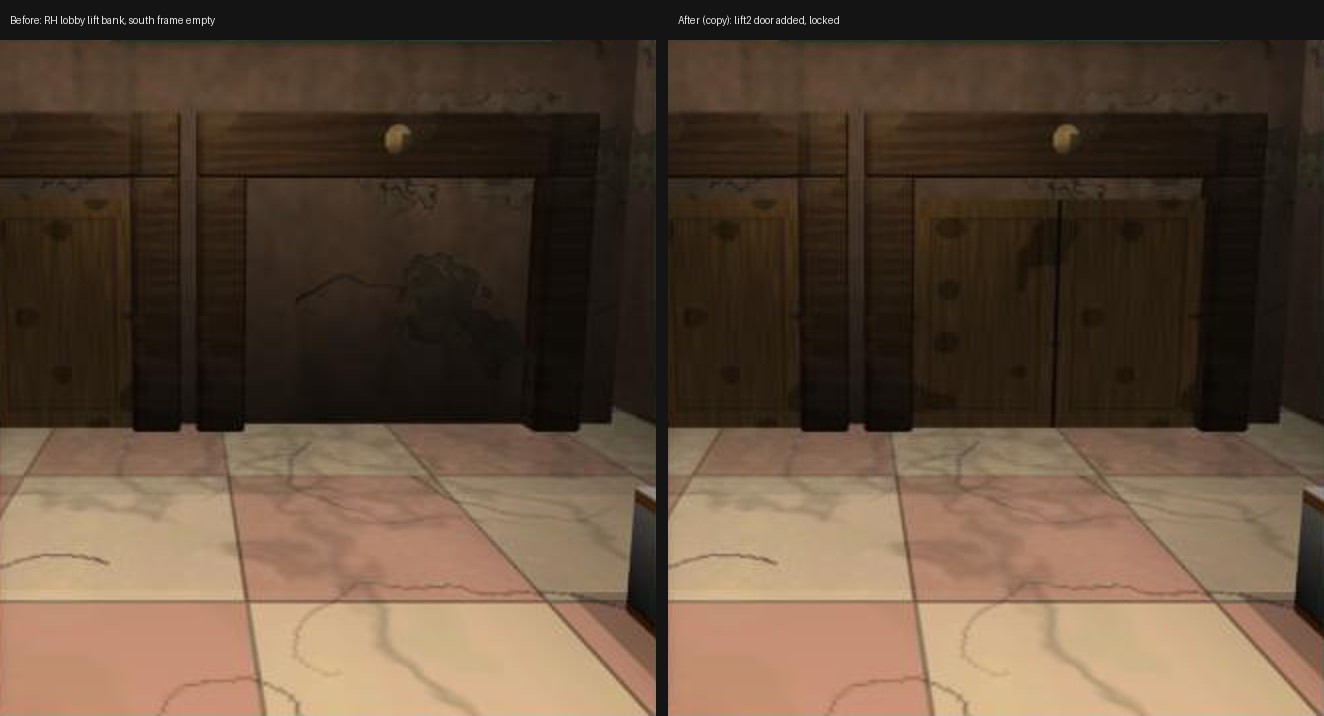 Before: RH lobby lift bank, south frame empty
After (copy): lift2 door added, locked